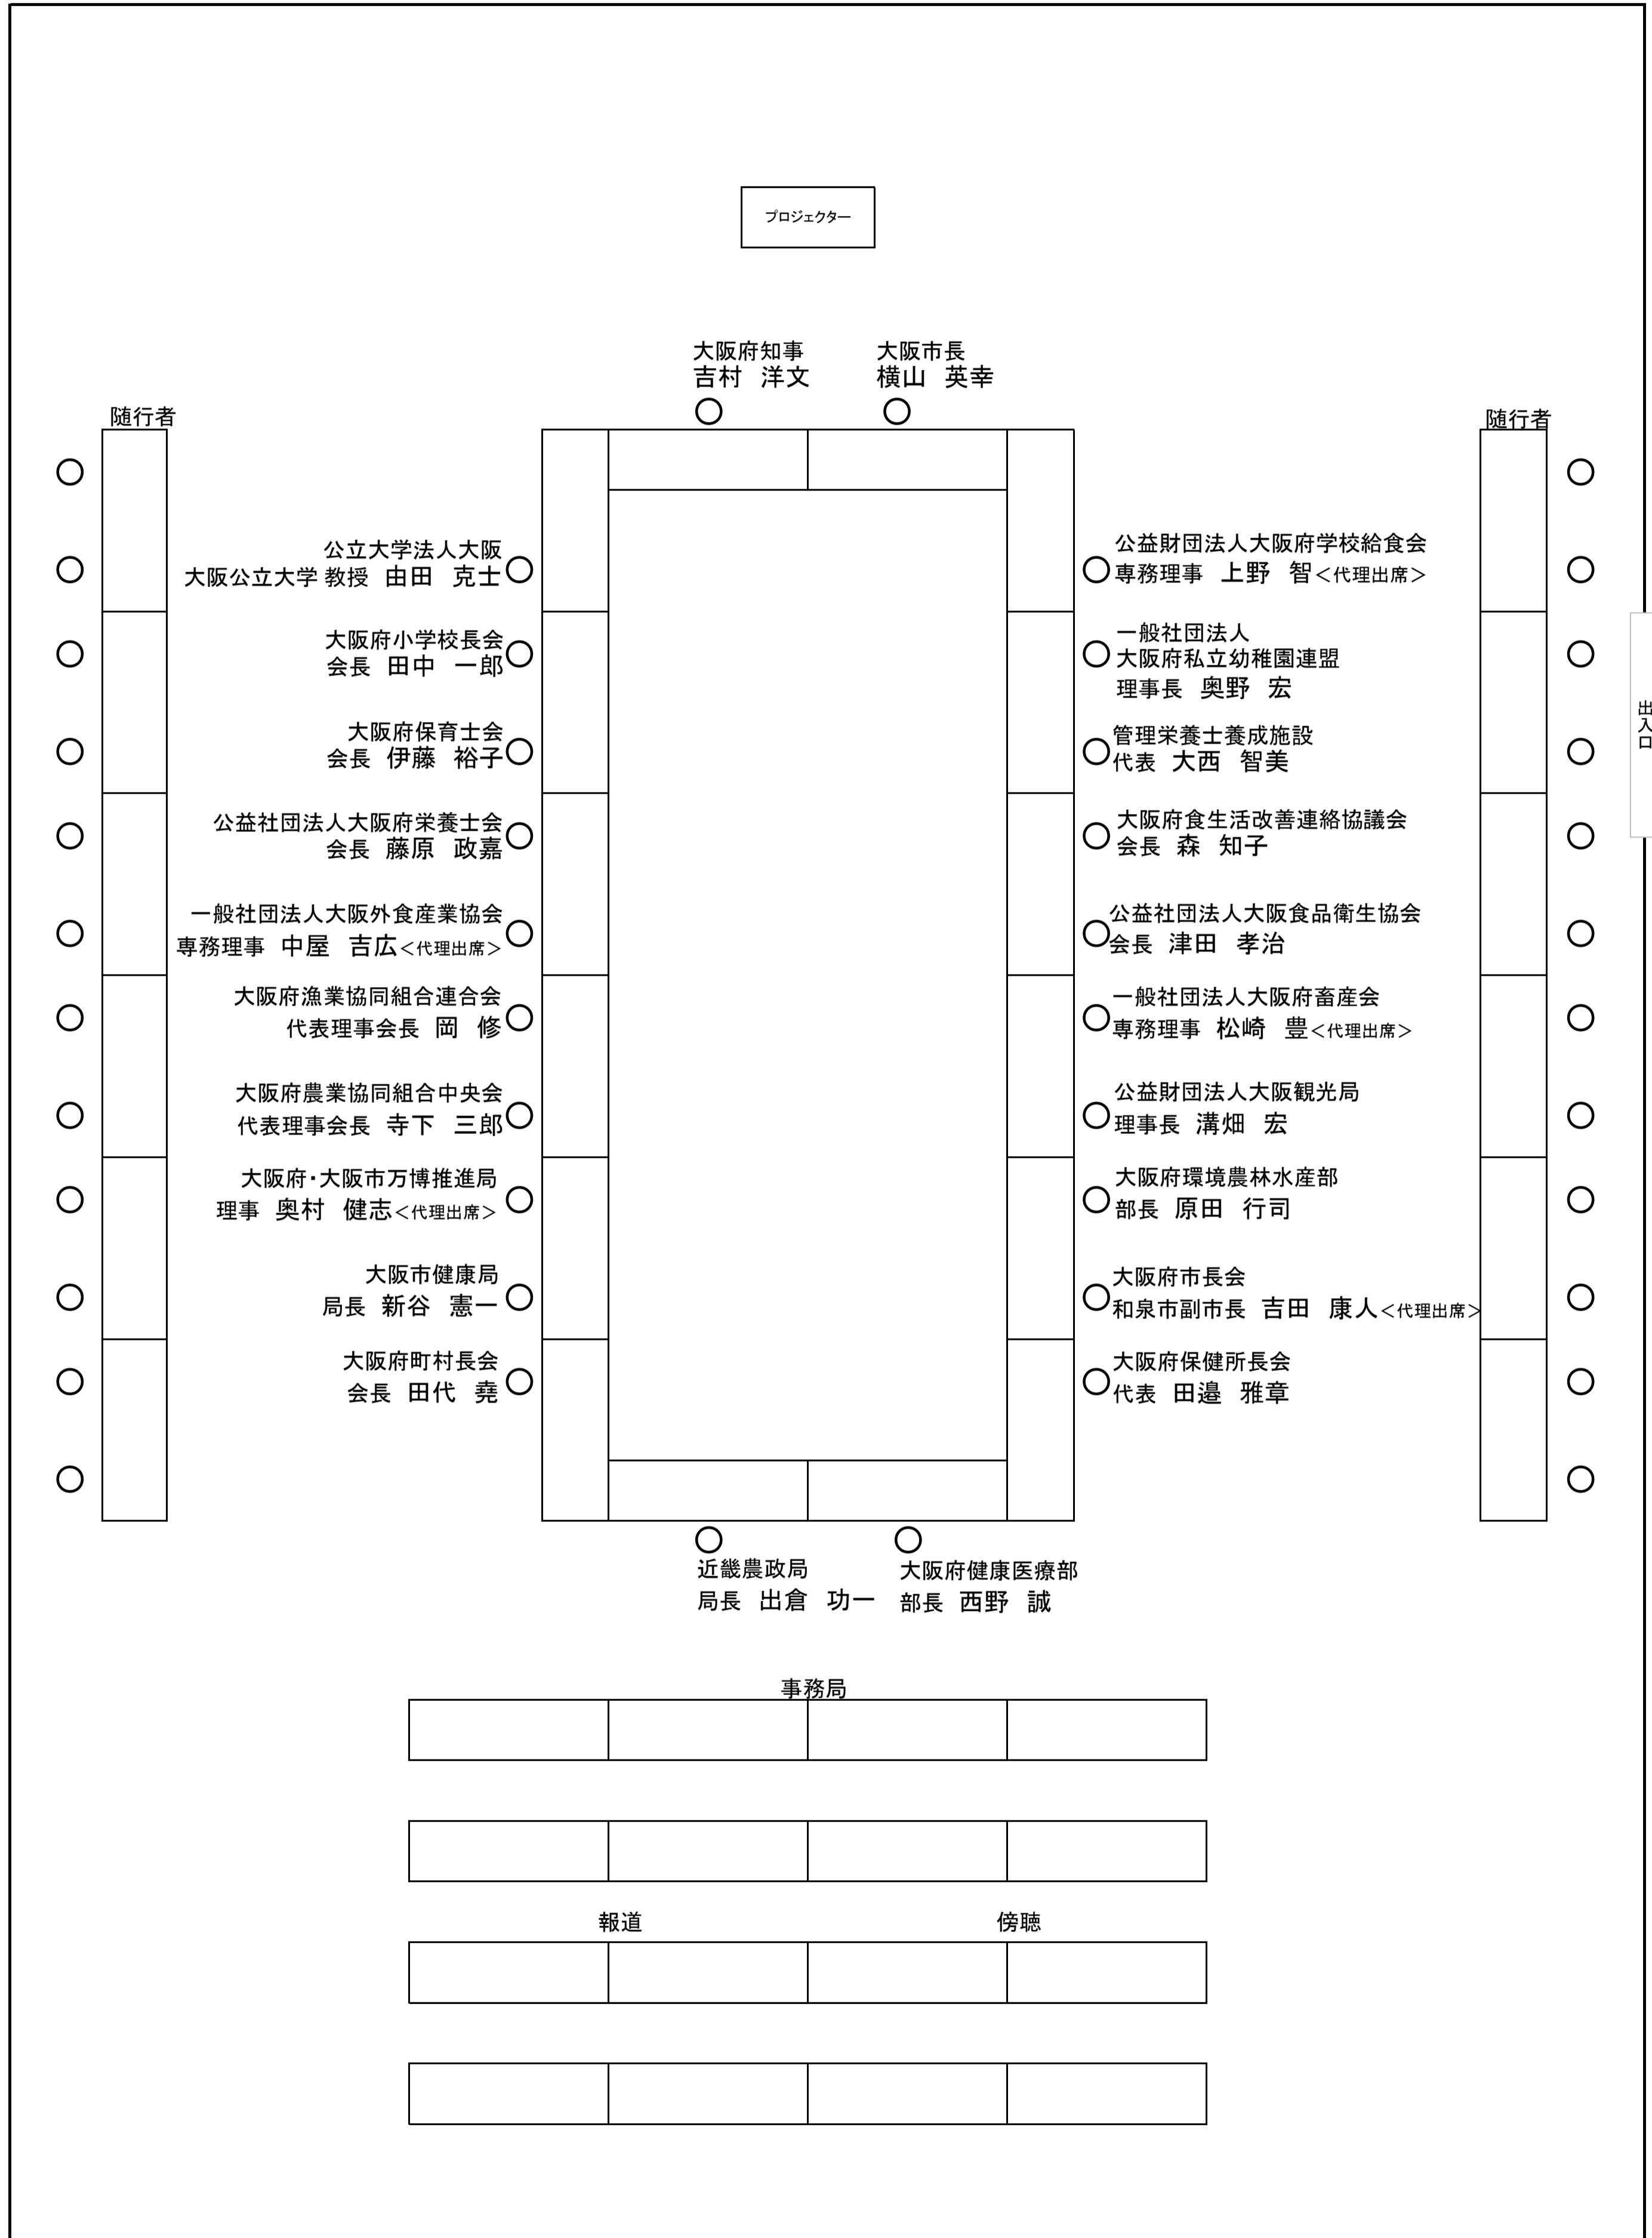 プロジェクター
大阪府知事
吉村 洋文
大阪市長
横山 英幸
随行者
随行者
公立大学法人大阪
大阪公立大学 教授 由田 克士
大阪府小学校長会
会長 田中 一郎
大阪府保育士会
会長 伊藤 裕子
公益社団法人大阪府栄養士会
会長 藤原 政嘉
一般社団法人大阪外食産業協会
専務理事 中屋 吉広＜代理出席＞
大阪府漁業協同組合連合会
代表理事会長 岡 修
大阪府農業協同組合中央会
代表理事会長 寺下 三郎
大阪府・大阪市万博推進局
理事 奥村 健志＜代理出席＞
大阪市健康局
局長 新谷 憲一
大阪府町村長会
会長 田代 堯
公益財団法人大阪府学校給食会
専務理事 上野 智＜代理出席＞
一般社団法人
大阪府私立幼稚園連盟
理事長 奥野 宏
管理栄養士養成施設
代表 大西 智美
大阪府食生活改善連絡協議会
会長 森 知子
公益社団法人大阪食品衛生協会
会長 津田 孝治
一般社団法人大阪府畜産会
専務理事 松崎 豊＜代理出席＞
公益財団法人大阪観光局
理事長 溝畑 宏
大阪府環境農林水産部
部長 原田 行司
大阪府市長会
和泉市副市長 吉田 康人＜代理出席＞
大阪府保健所長会
代表 田邉 雅章
出入口
近畿農政局
局長 出倉 功一
大阪府健康医療部
部長 西野 誠
事務局
報道
傍聴